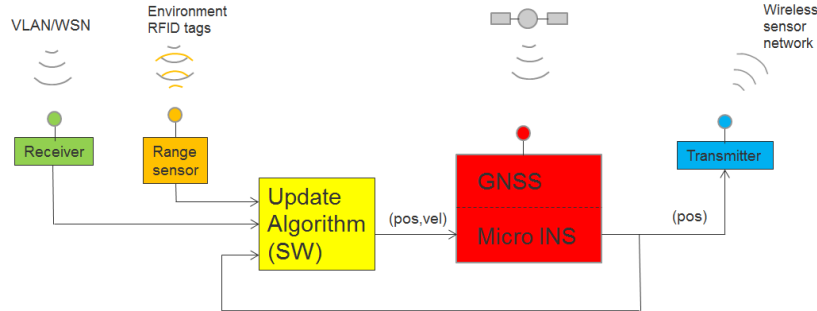 VLAN/WSN
Environment
RFID tags
Wireless
sensor
network
Receiver
Range
sensor
GNSS
Transmitter
Update
Algorithm
(SW)
(pos,vel)
Micro INS
(pos)